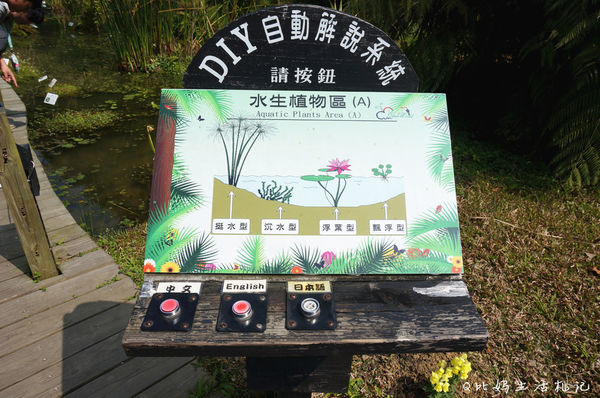 DIY自動解說系統
請按鈕
水生植物區(A)
Aquatic Plants Area (A)
挺水型 沉水型 浮葉型 飄浮型
中文 English 日本語
Q比媽生活札記